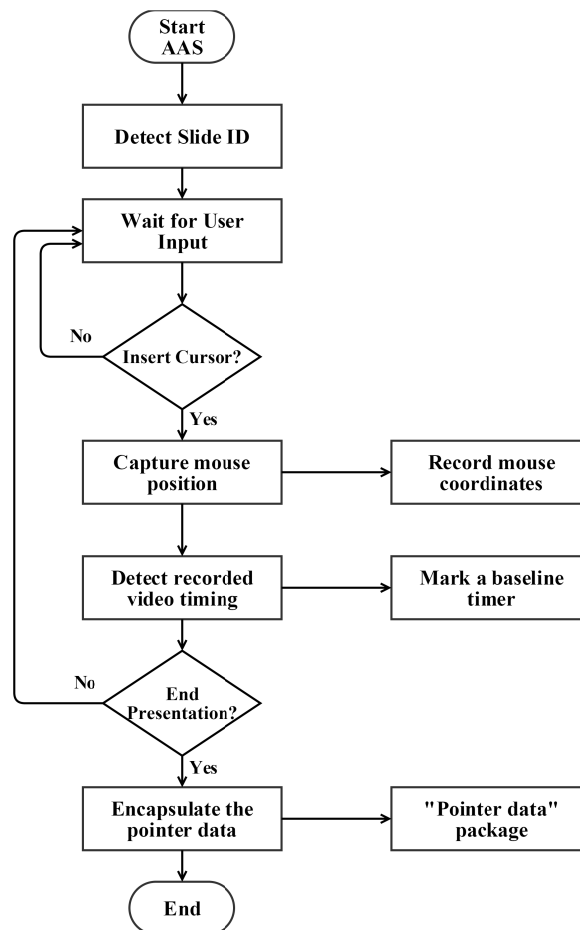 Start
AAS
Detect Slide ID
Wait for User
Input
No
Insert Cursor?
Yes
Capture mouse
position
Record mouse
coordinates
Detect recorded
video timing
Mark a baseline
timer
No
End
Presentation?
Yes
Encapsulate the
pointer data
"Pointer data"
package
End